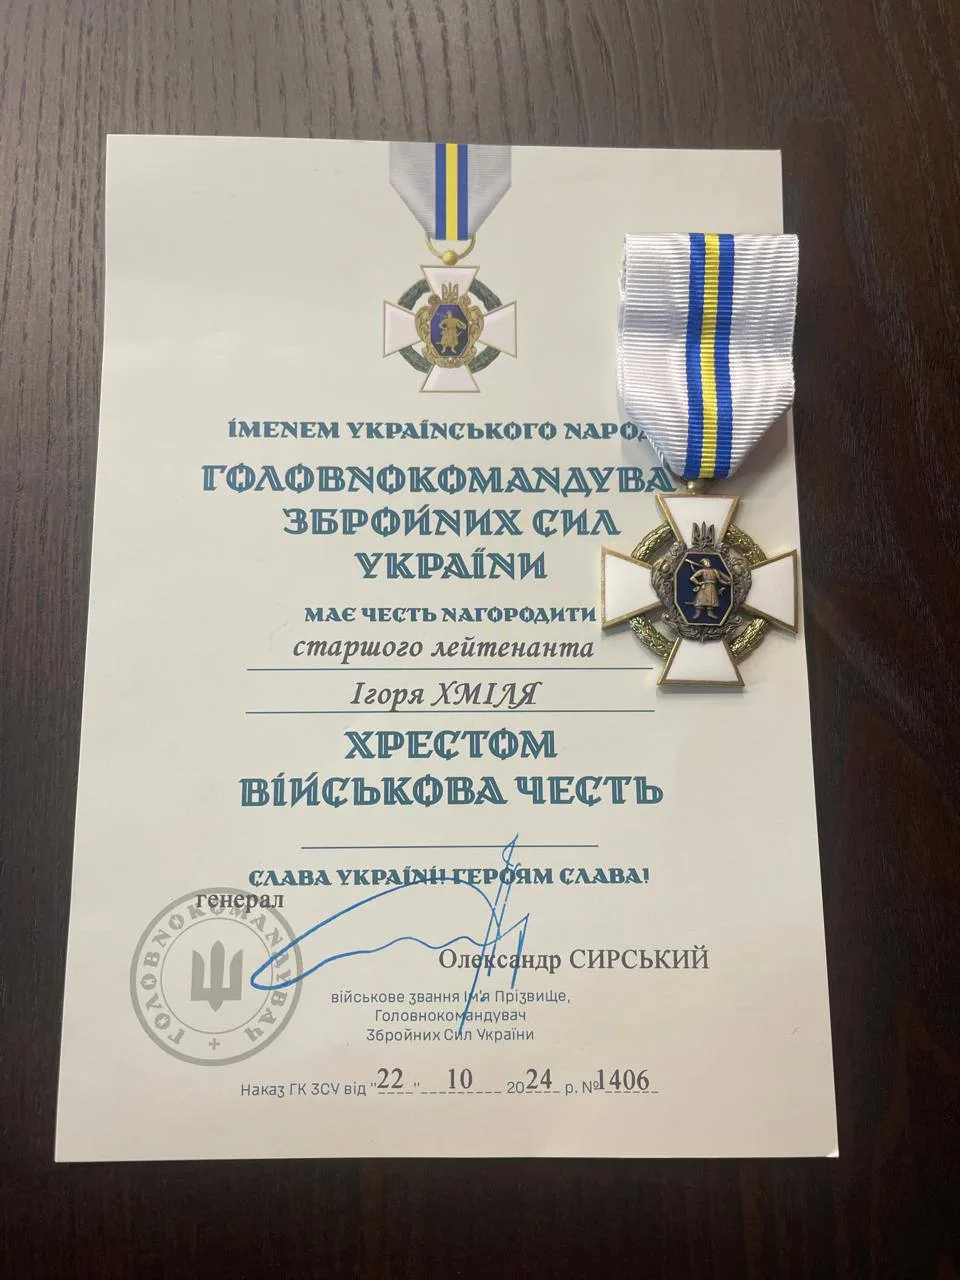 ІМЕНЕМ УКРАЇНСЬКОГО
ГОЛОВНОКОМАНДУВА
ЗБРОЙНИХ СИЛ
УКРАЇНИ
МАЄ ЧЕСТЬ НАГОРОДИТИ
старшого лейтенанта
Ігоря ХМІЛЯ
ХРЕСТОМ
ВІЙСЬКОВА ЧЕСТЬ
СЛАВА УКРАЇНІ! ГЕРОЯМ СЛАВА!
генерал
ГОЛОВНОКОМАНДУВАЧ
Олександр СИРСЬКИЙ
військове звання Ім'я Прізвище,
Головнокомандувач
Збройних Сил України
Наказ ГК ЗСУ від "22" 10 2024 р. №1406